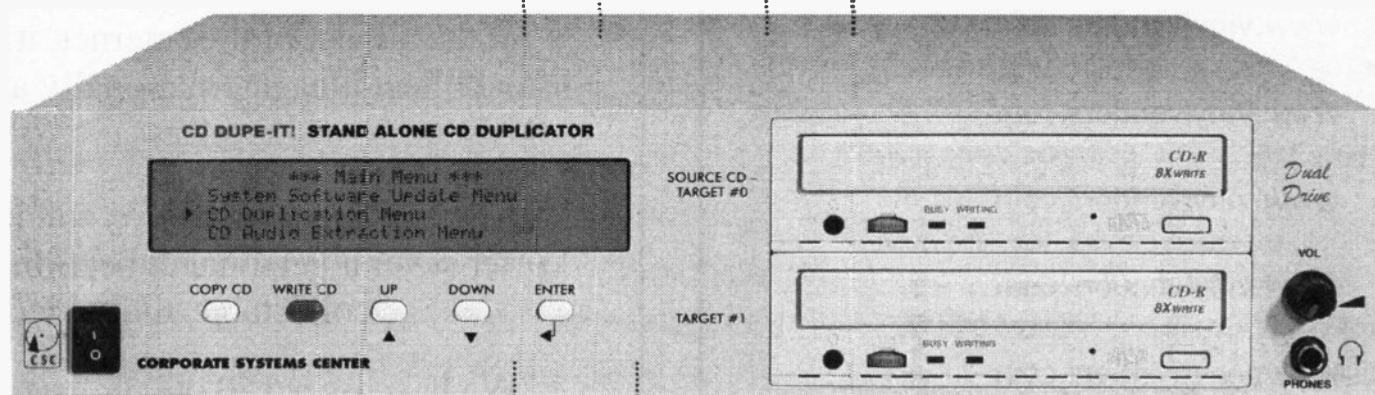 CD DUPE-IT! STAND ALONE CD DUPLICATOR
*** Main Menu ***
System Software Update Menu
CD Duplication Menu
CD Audio Extraction Menu
COPY CD WRITE CD UP DOWN ENTER
I
O
CSC
CORPORATE SYSTEMS CENTER
SOURCE CD –
TARGET #0
CD-R
8X WRITE
BUSY WRITING
TARGET #1
CD-R
8X WRITE
BUSY WRITING
Dual
Drive
VOL
PHONES